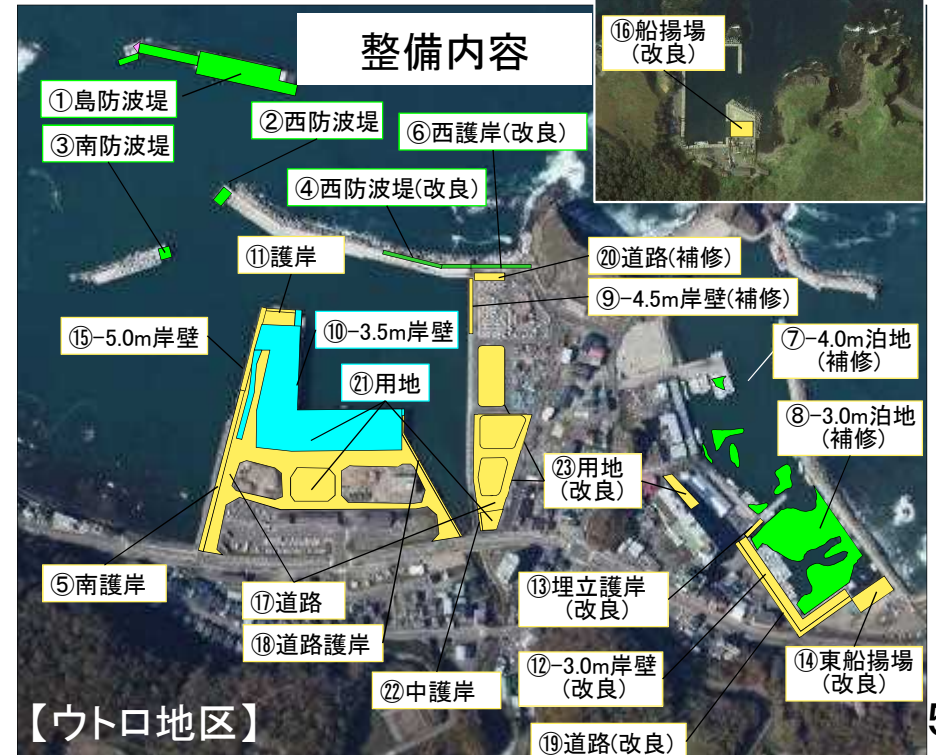 整備内容
⑯船揚場
(改良)
①島防波堤
②西防波堤
⑥西護岸(改良)
③南防波堤
④西防波堤(改良)
⑪護岸
⑳道路(補修)
⑨-4.5m岸壁(補修)
⑮-5.0m岸壁
⑩-3.5m岸壁
⑦-4.0m泊地
(補修)
㉑用地
⑧-3.0m泊地
(補修)
㉓用地
(改良)
⑤南護岸
⑰道路
⑬埋立護岸
(改良)
⑱道路護岸
⑫-3.0m岸壁
(改良)
⑭東船揚場
(改良)
㉒中護岸
⑲道路(改良)
【ウトロ地区】
5